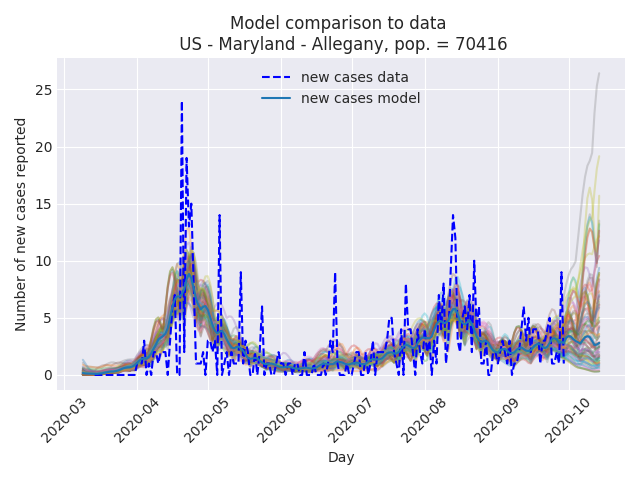 Model comparison to data
US - Maryland - Allegany, pop. = 70416
new cases data
new cases model
Number of new cases reported
25
20
15
10
5
0
2020-03
2020-04
2020-05
2020-06
2020-07
2020-08
2020-09
2020-10
Day